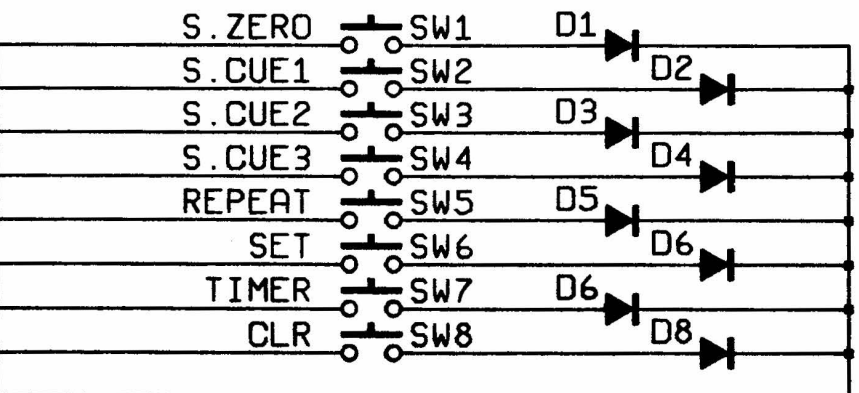 S.ZERO SW1 D1
S.CUE1 SW2 D2
S.CUE2 SW3 D3
S.CUE3 SW4 D4
REPEAT SW5 D5
SET SW6 D6
TIMER SW7 D6
CLR SW8 D8